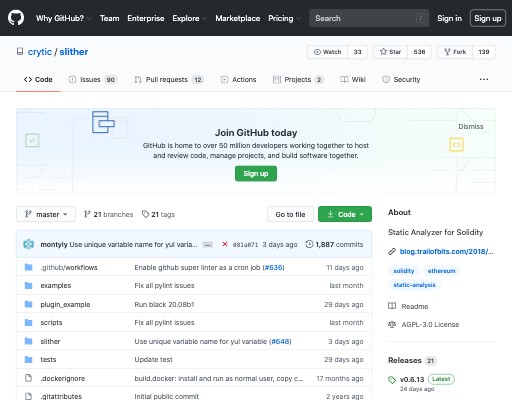 Why GitHub? Team Enterprise Explore Marketplace Pricing Search / Sign in Sign up
crytic / slither Watch 33 Star 536 Fork 139
Code Issues 90 Pull requests 12 Actions Projects 2 Wiki Security ···
Join GitHub today
Dismiss
GitHub is home to over 50 million developers working together to host
and review code, manage projects, and build software together.
Sign up
master 21 branches 21 tags Go to file Code
montyly Use unique variable name for yul varia... ... 081a071 3 days ago 1,887 commits
.github/workflows Enable github super linter as a cron job (#636) 11 days ago
examples Fix all pylint issues last month
plugin_example Run black 20.08b1 29 days ago
scripts Fix all pylint issues last month
slither Use unique variable name for yul variable (#648) 3 days ago
tests Update test 29 days ago
.dockerignore build.docker: install and run as normal user, copy c... 17 months ago
.gitattributes Initial public commit 2 years ago
About
Static Analyzer for Solidity
blog.trailofbits.com/2018/...
solidity ethereum
static-analysis
Readme
AGPL-3.0 License
Releases 21
v0.6.13 Latest
24 days ago